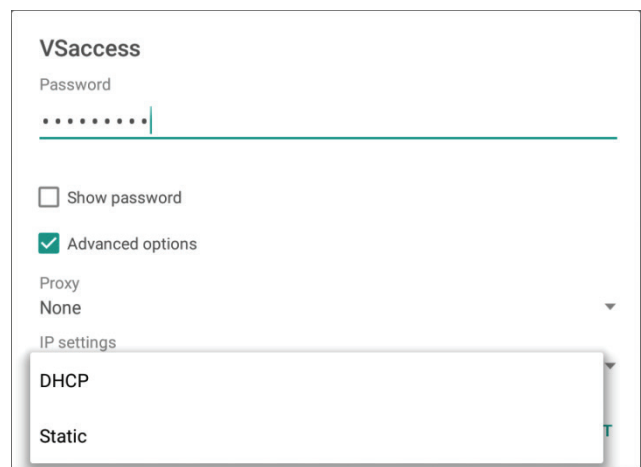 VSaccess
Password
•••••••••
Show password
Advanced options
Proxy
None
IP settings
DHCP
Static
T